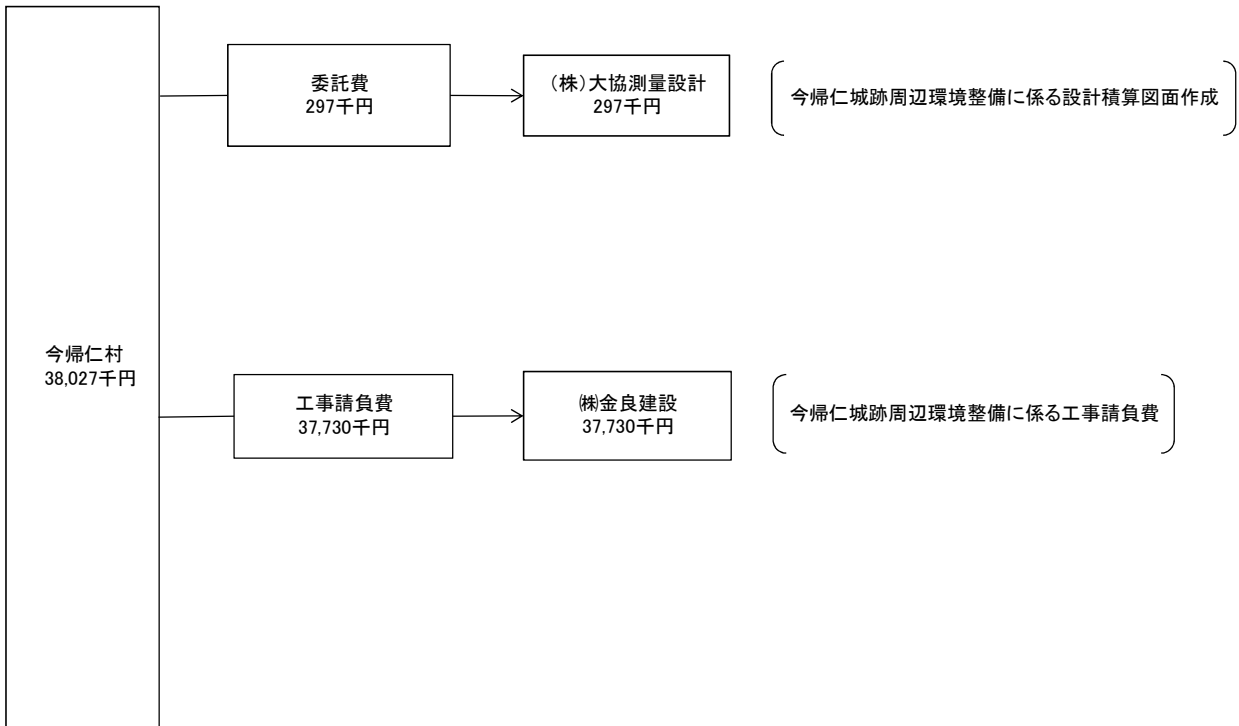 委託費
297千円
(株)大協測量設計
297千円
今帰仁城跡周辺環境整備に係る設計積算図面作成
今帰仁村
38,027千円
工事請負費
37,730千円
㈱金良建設
37,730千円
今帰仁城跡周辺環境整備に係る工事請負費